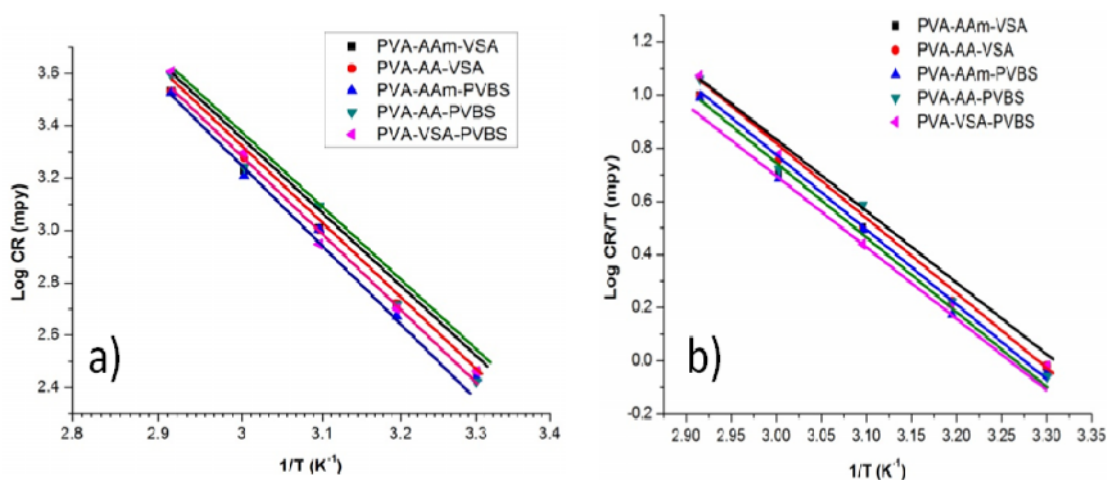 PVA-AAm-VSA
PVA-AA-VSA
PVA-AAm-PVBS
PVA-AA-PVBS
PVA-VSA-PVBS
Log CR (mpy)
3.6
3.4
3.2
3.0
2.8
2.6
2.4
a)
2.8
2.9
3
3.1
3.2
3.3
3.4
1/T (K⁻¹)
PVA-AAm-VSA
PVA-AA-VSA
PVA-AAm-PVBS
PVA-AA-PVBS
PVA-VSA-PVBS
Log CR/T (mpy)
1.2
1.0
0.8
0.6
0.4
0.2
0.0
-0.2
b)
2.90
2.95
3.00
3.05
3.10
3.15
3.20
3.25
3.30
3.35
1/T (K⁻¹)